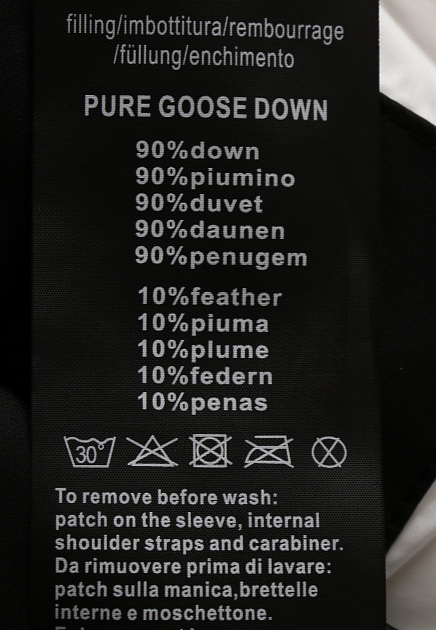 filling/imbottitura/rembourrage
/füllung/enchimento
PURE GOOSE DOWN
90%down
90%piumino
90%duvet
90%daunen
90%penugem
10%feather
10%piuma
10%plume
10%federn
10%penas
30°
To remove before wash:
patch on the sleeve, internal
shoulder straps and carabiner.
Da rimuovere prima di lavare:
patch sulla manica,brettelle
interne e moschettone.